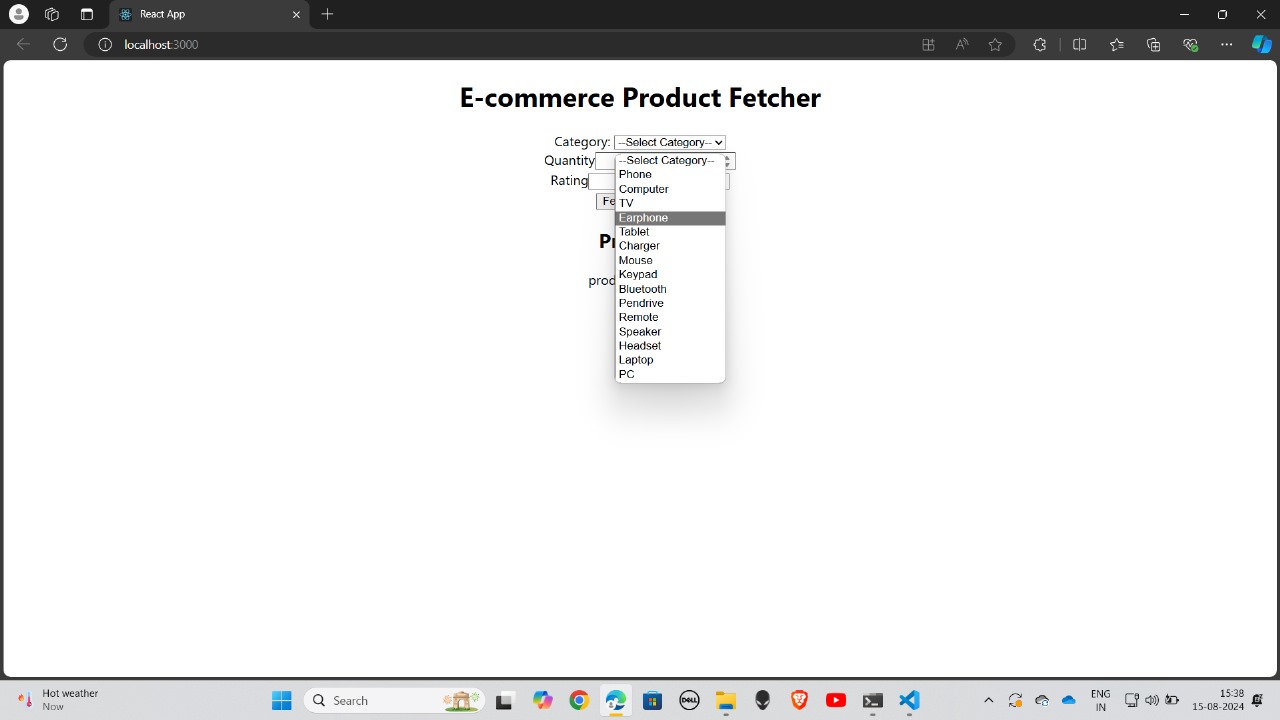 React App
localhost:3000
E-commerce Product Fetcher
Category: --Select Category--
Quantity
--Select Category--
Phone
Rating
Computer
TV
Fe
Earphone
Tablet
Pr
Charger
Mouse
Keypad
prod
Bluetooth
Pendrive
Remote
Speaker
Headset
Laptop
PC
Hot weather
Now
Search
DELL
ENG
IN
15:38
15-08-2024